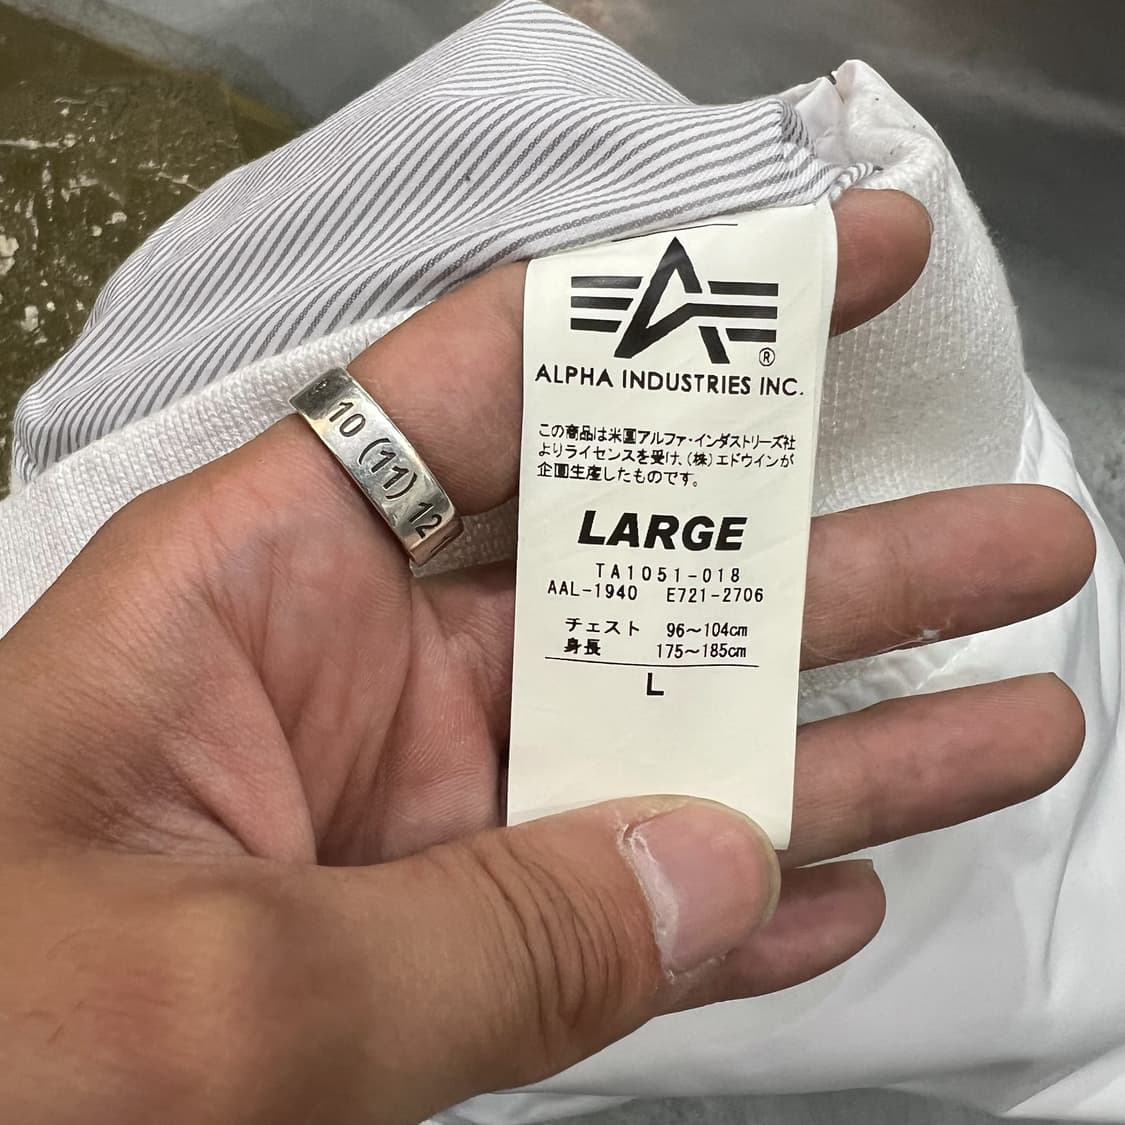 ®
ALPHA INDUSTRIES INC.
この商品は米国アルファ・インダストリーズ社
よりライセンスを受け、(株)エドウインが
企画生産したものです。
LARGE
TA1051-018
AAL-1940 E721-2706
チェスト 96〜104cm
身長 175〜185cm
L
10 (11) 12